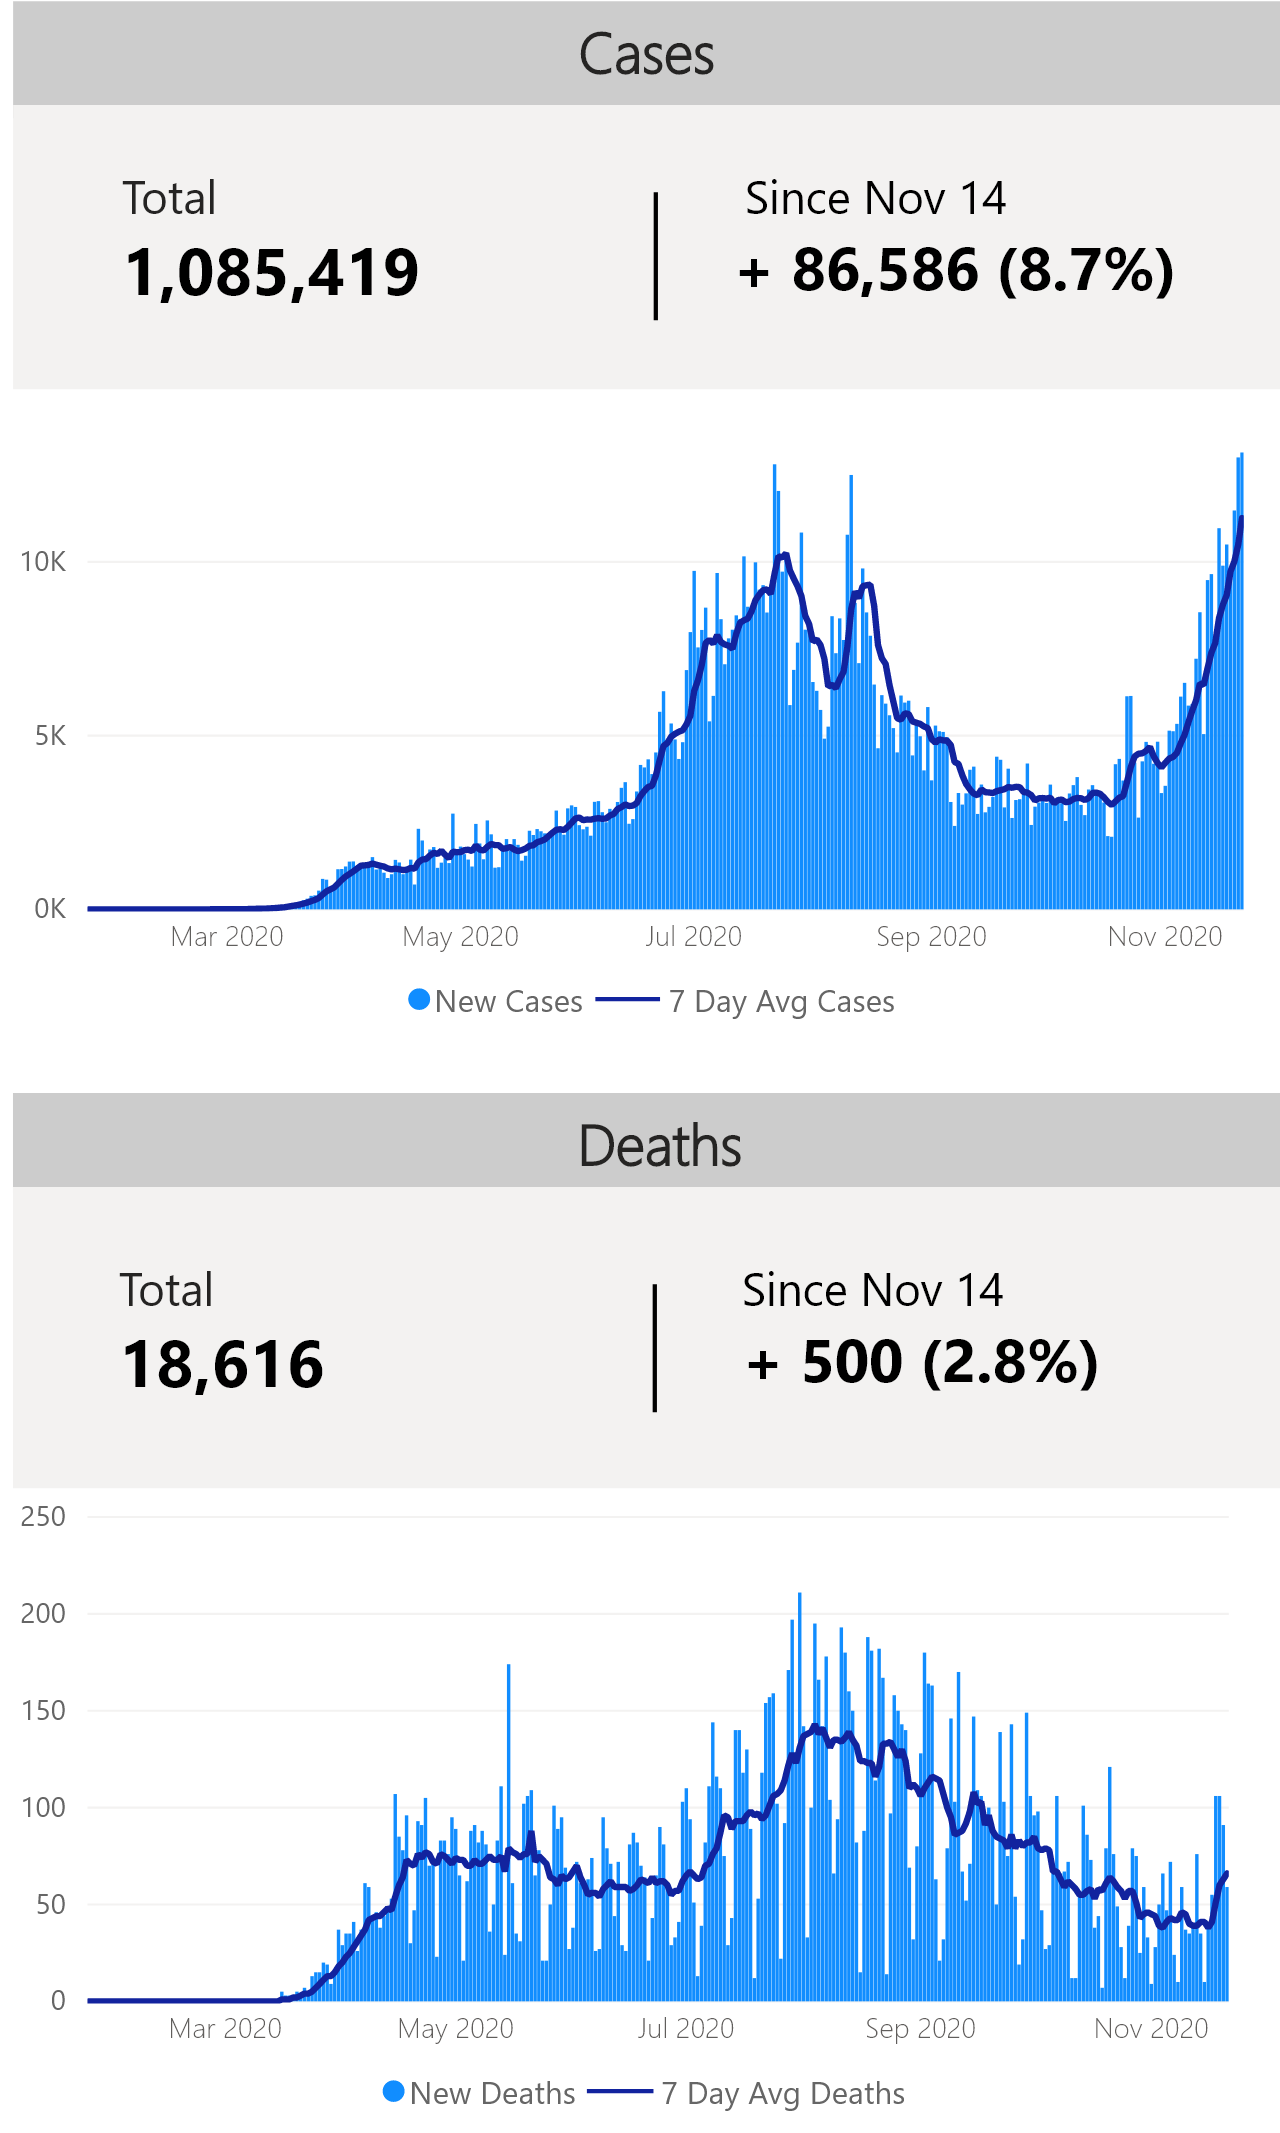 Cases
Total
Since Nov 14
1,085,419
+ 86,586 (8.7%)
10K
5K
0K
Mar 2020 May 2020 Jul 2020 Sep 2020 Nov 2020
New Cases 7 Day Avg Cases
Deaths
Total
Since Nov 14
18,616
+ 500 (2.8%)
250
200
150
100
50
0
Mar 2020 May 2020 Jul 2020 Sep 2020 Nov 2020
New Deaths 7 Day Avg Deaths